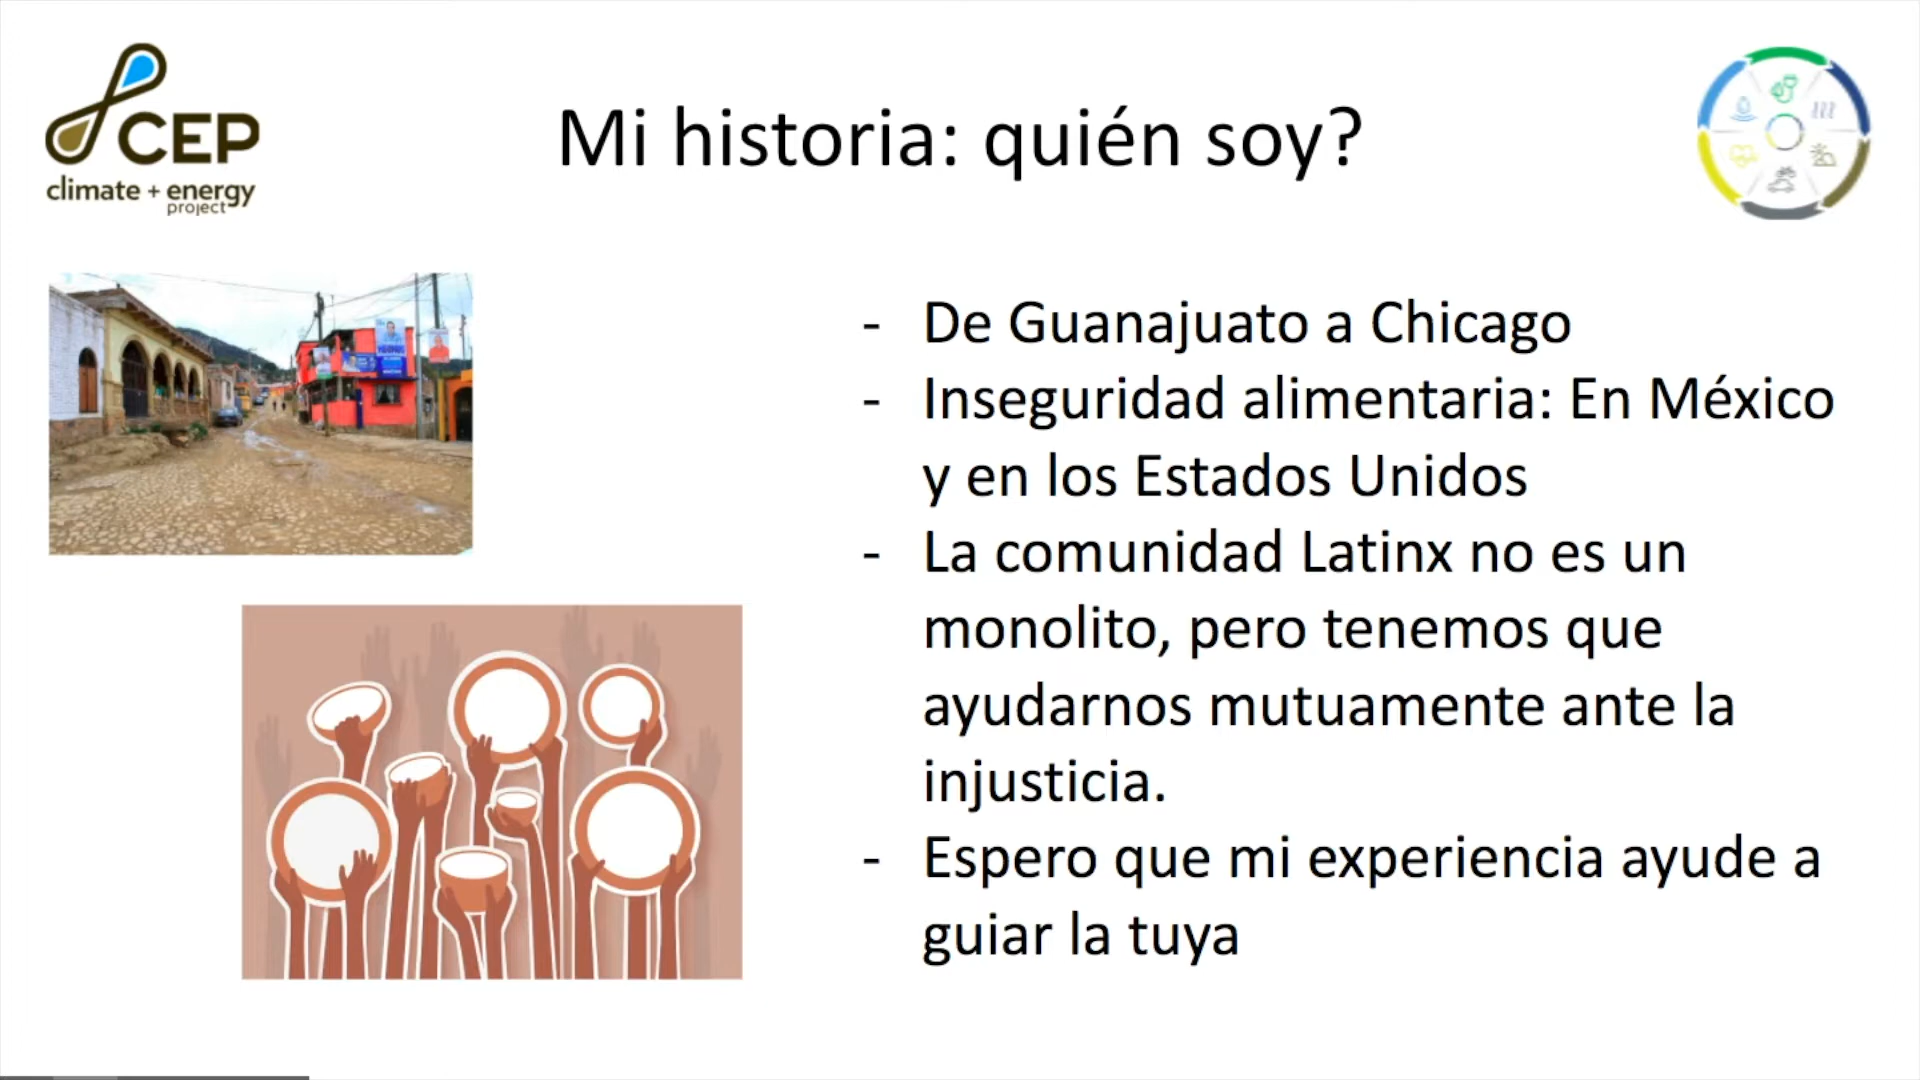 CEP
climate + energy
project
Mi historia: quién soy?
- De Guanajuato a Chicago
- Inseguridad alimentaria: En México
y en los Estados Unidos
- La comunidad Latinx no es un
monolito, pero tenemos que
ayudarnos mutuamente ante la
injusticia.
- Espero que mi experiencia ayude a
guiar la tuya